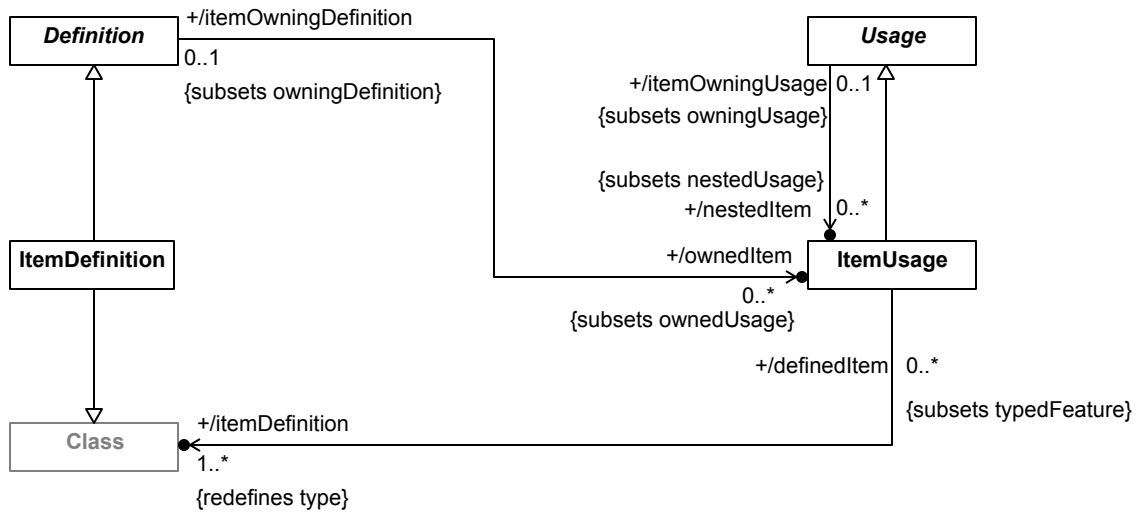 +/itemOwningDefinition
Definition
Usage
0..1
{subsets owningDefinition}
+/itemOwningUsage
0..1
{subsets owningUsage}
{subsets nestedUsage}
+/nestedItem
0..*
ItemDefinition
+/ownedItem
ItemUsage
0..*
{subsets ownedUsage}
+/definedItem
0..*
{subsets typedFeature}
+/itemDefinition
Class
1..*
{redefines type}